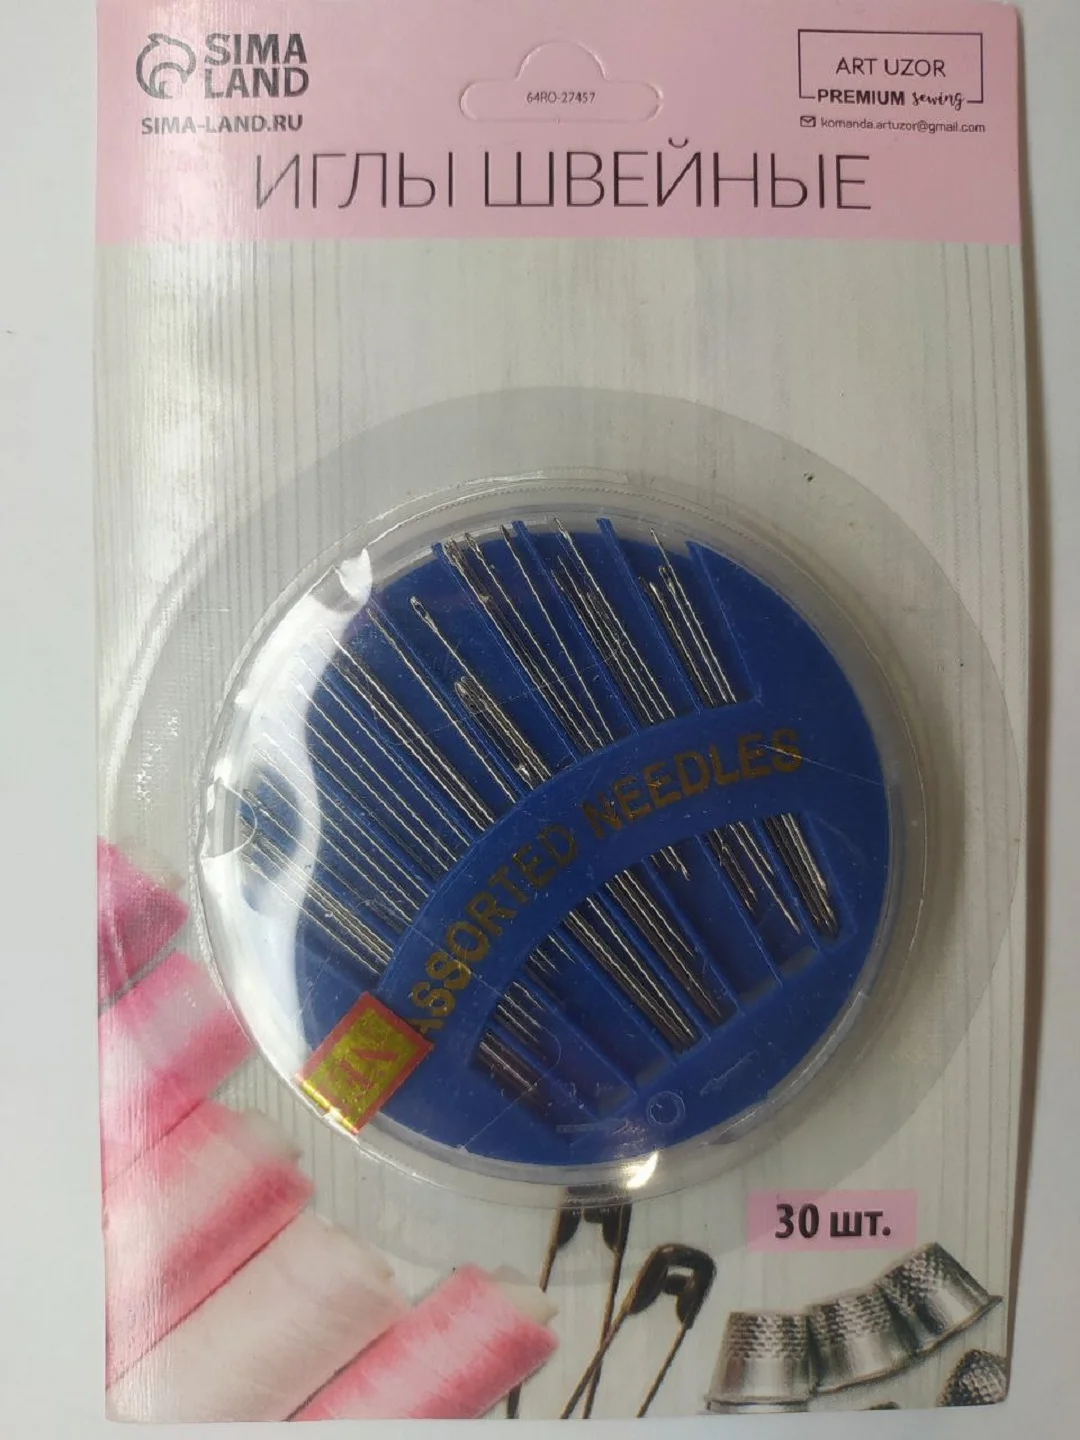 SIMA
LAND
SIMA-LAND.RU
64RO-27457
ART UZOR
PREMIUM sewing
komanda.artuzor@gmail.com
ИГЛЫ ШВЕЙНЫЕ
ASSORTED NEEDLES
30 шт.